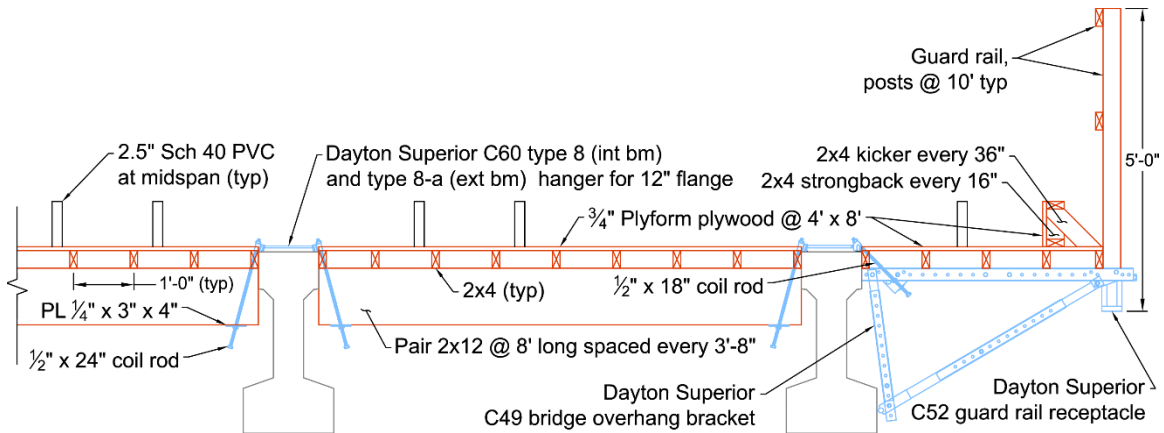 Guard rail,
posts @ 10' typ
2.5" Sch 40 PVC
at midspan (typ)
Dayton Superior C60 type 8 (int bm)
and type 8-a (ext bm) hanger for 12" flange
2x4 kicker every 36"
2x4 strongback every 16"
5'-0"
¾" Plyform plywood @ 4' x 8'
1'-0" (typ)
2x4 (typ)
½" x 18" coil rod
PL ¼" x 3" x 4"
½" x 24" coil rod
Pair 2x12 @ 8' long spaced every 3'-8"
Dayton Superior
C49 bridge overhang bracket
Dayton Superior
C52 guard rail receptacle